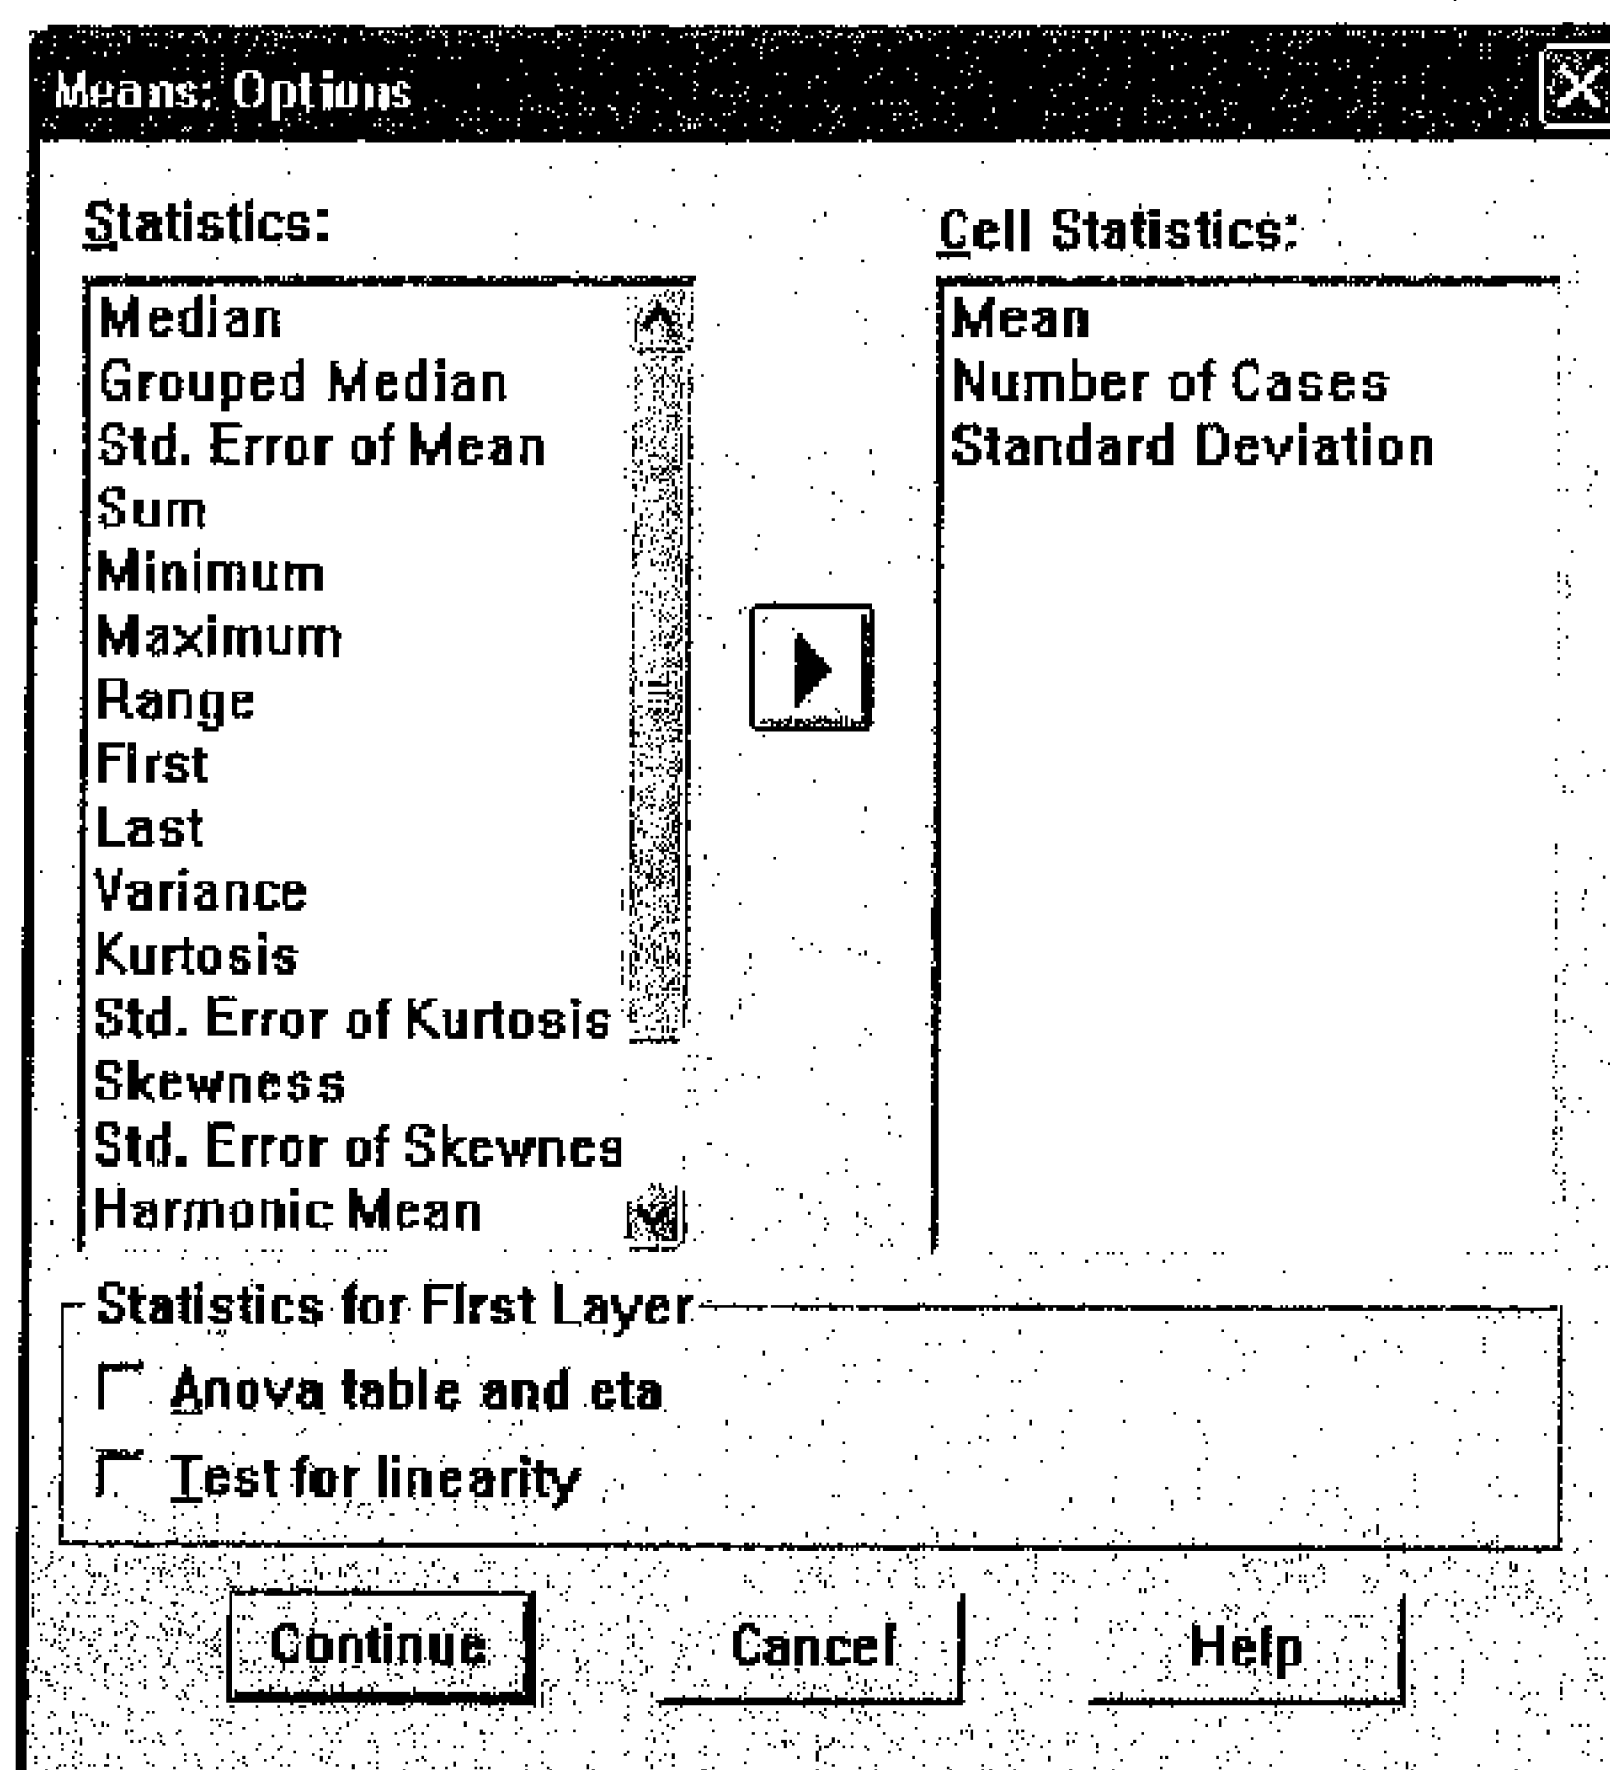 Means: Options
Statistics:
Median
Grouped Median
Std. Error of Mean
Sum
Minimum
Maximum
Range
First
Last
Variance
Kurtosis
Std. Error of Kurtosis
Skewness
Std. Error of Skewnes
Harmonic Mean
Cell Statistics:
Mean
Number of Cases
Standard Deviation
Statistics for First Layer
Anova table and eta
Test for linearity
Continue
Cancel
Help